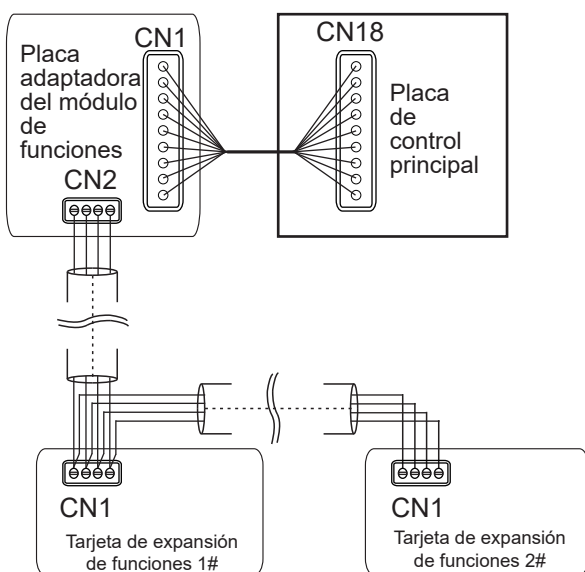 CN1
Placa
adaptadora
del módulo
de
funciones
CN2
CN18
Placa
de
control
principal
CN1
Tarjeta de expansión
de funciones 1#
CN1
Tarjeta de expansión
de funciones 2#